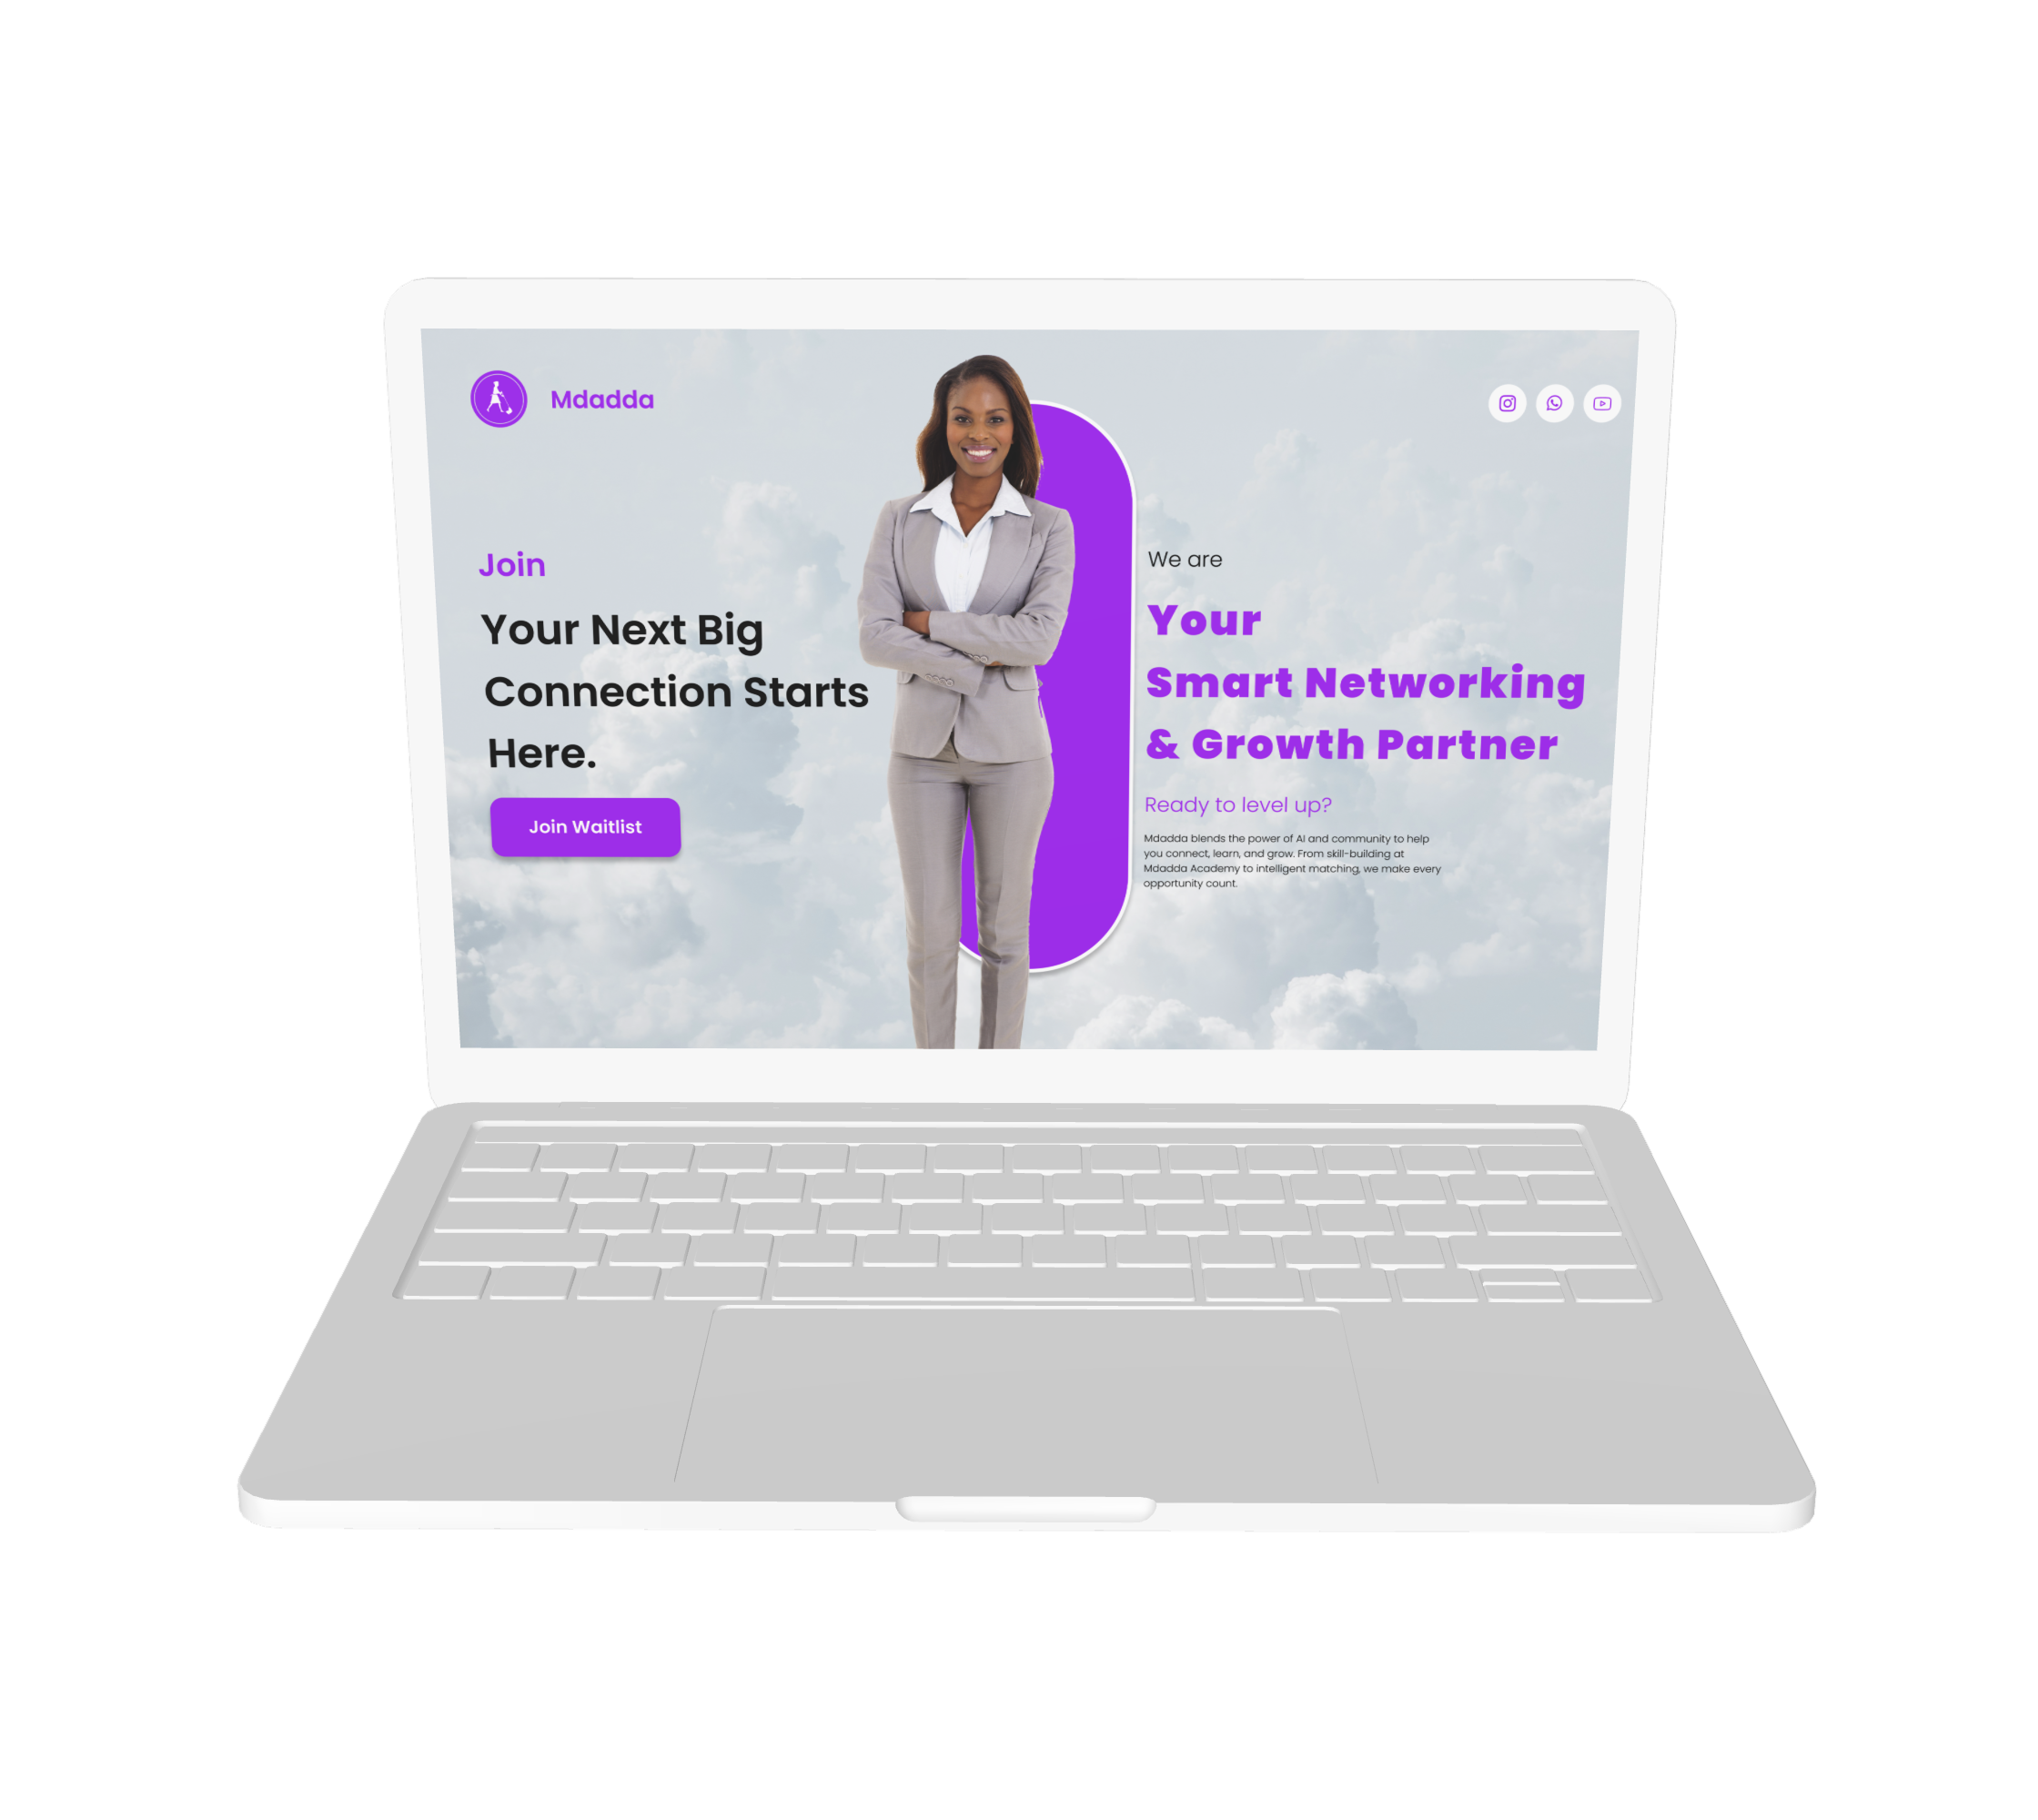 Mdadda
Join
Your Next Big
Connection Starts
Here.
Join Waitlist
We are
Your
Smart Networking
& Growth Partner
Ready to level up?
Mdadda blends the power of AI and community to help
you connect, learn, and grow. From skill-building at
Mdadda Academy to intelligent matching, we make every
opportunity count.